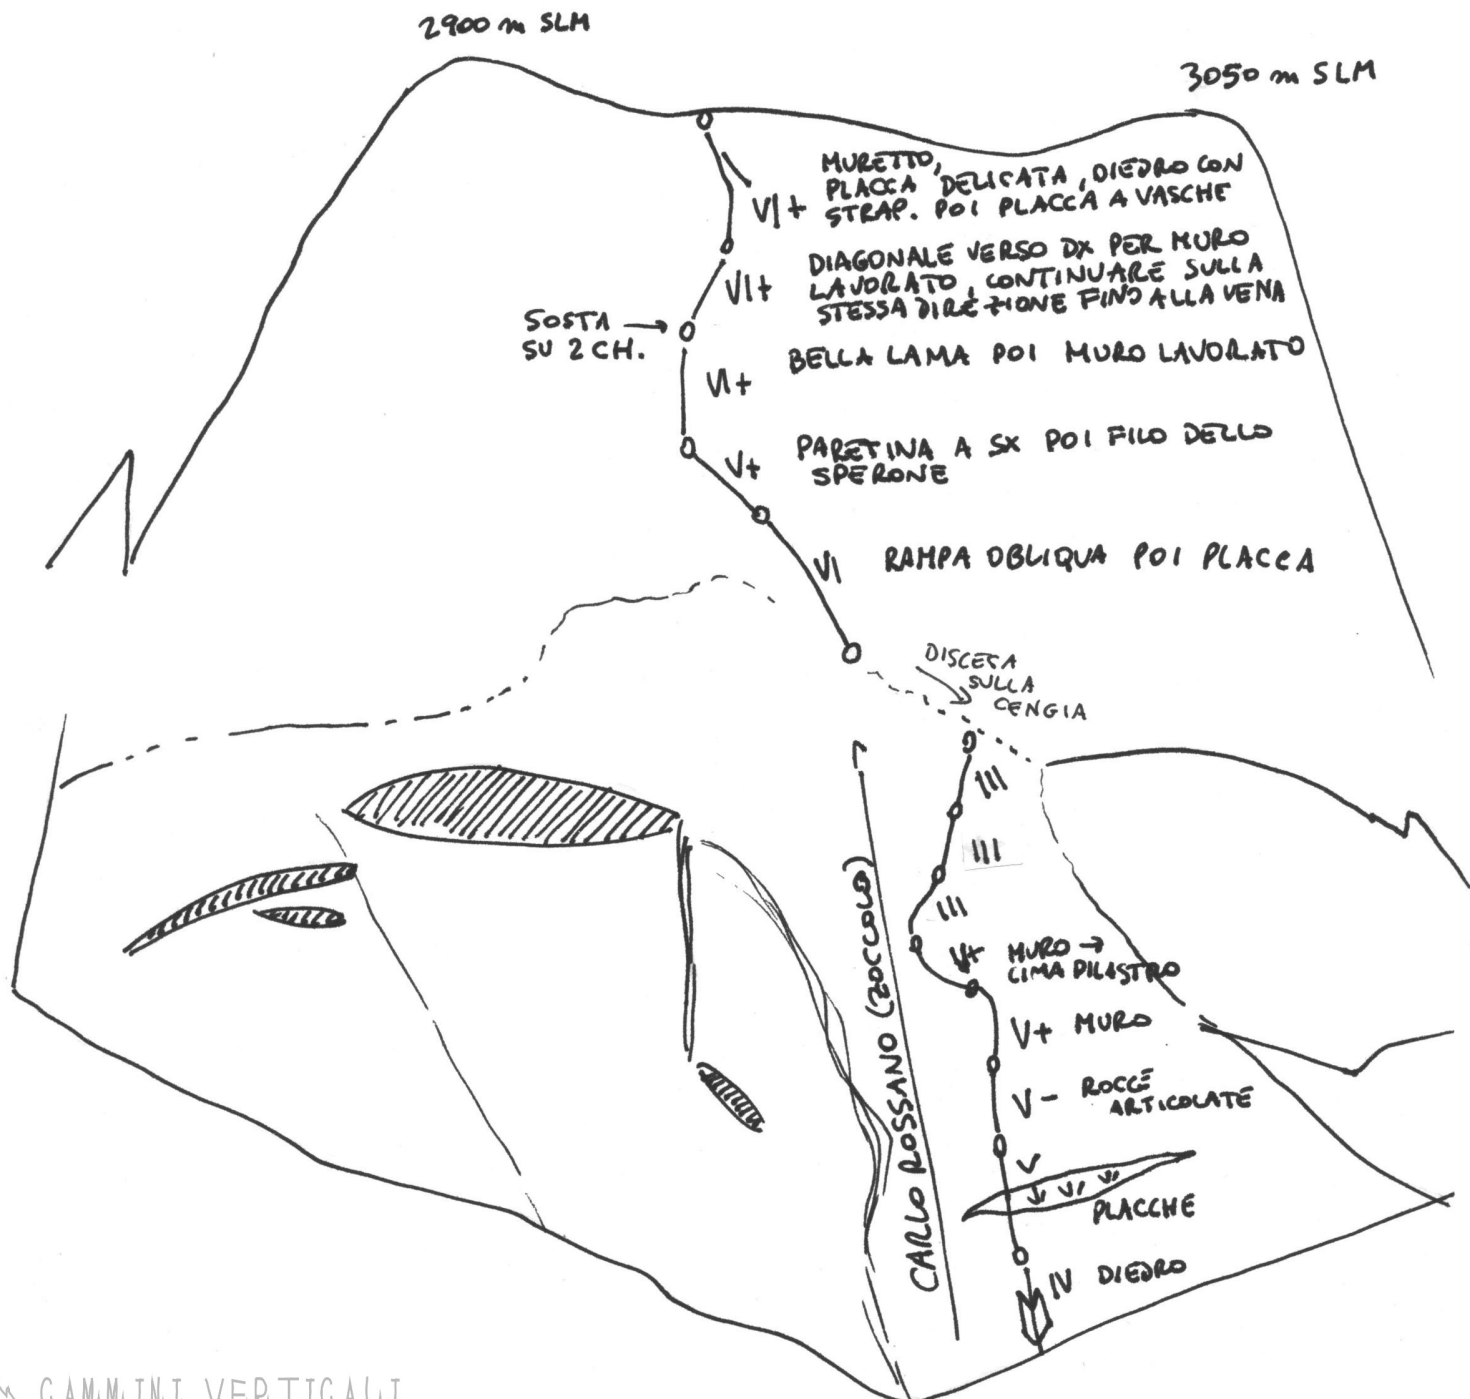 2900 m SLM
3050 m SLM
MURETTO,
PLACCA DELICATA, DIEDRO CON
VI+ STRAP. POI PLACCA A VASCHE
DIAGONALE VERSO DX PER MURO
VI+ LAVORATO, CONTINUARE SULLA
STESSA DIREZIONE FINO ALLA VENA
SOSTA
SU 2 CH.
BELLA LAMA POI MURO LAVORATO
VI+
PARETINA A SX POI FILO DELLO
V+ SPERONE
VI RAMPA OBLIQUA POI PLACCA
DISCESA
SULLA
CENGIA
III
III
III
V+ MURO →
CIMA PILASTRO
V+ MURO
V- ROCCE
ARTICOLATE
V
PLACCHE
IV DIEDRO
CARLO ROSSANO (ZOCCOLO)
CAMMINI VERTICALI